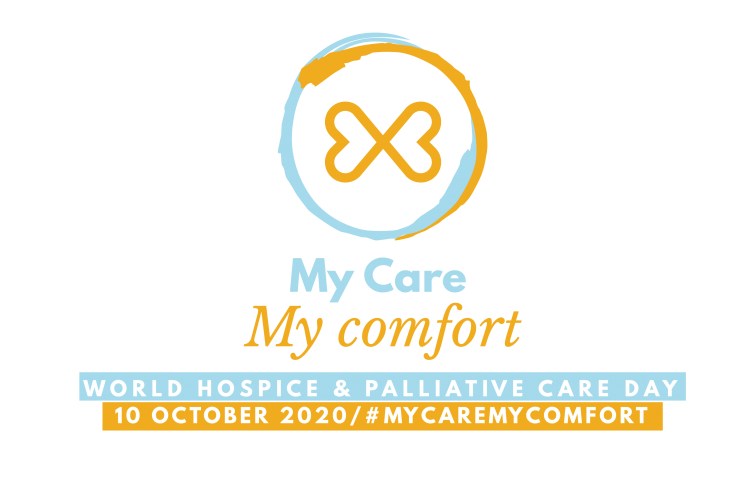 My Care
My comfort
WORLD HOSPICE & PALLIATIVE CARE DAY
10 OCTOBER 2020/#MYCAREMYCOMFORT